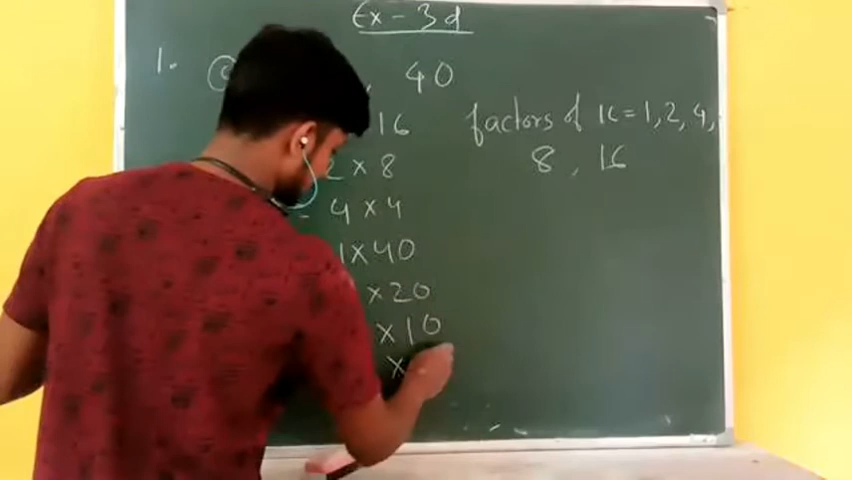 Ex - 3d
1. , 40
16
2 x 8
- 4 x 4
1 x 40
x 20
x 10
x
factors of 16 = 1, 2, 4,
8, 16